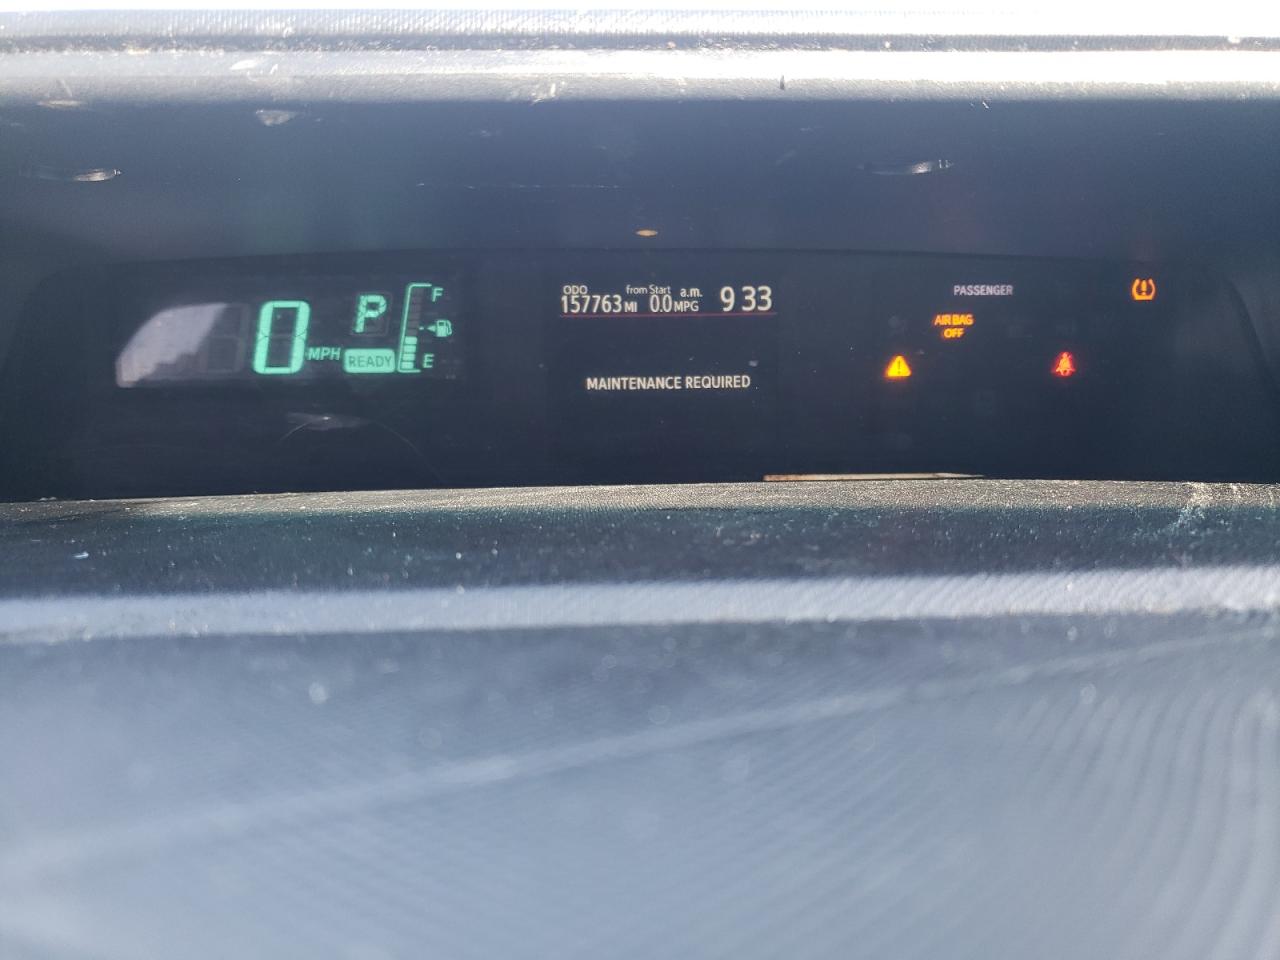 0 MPH
P
READY
F
E
ODO
157763 MI
from Start
0.0 MPG
a.m.
9 33
MAINTENANCE REQUIRED
PASSENGER
AIR BAG
OFF